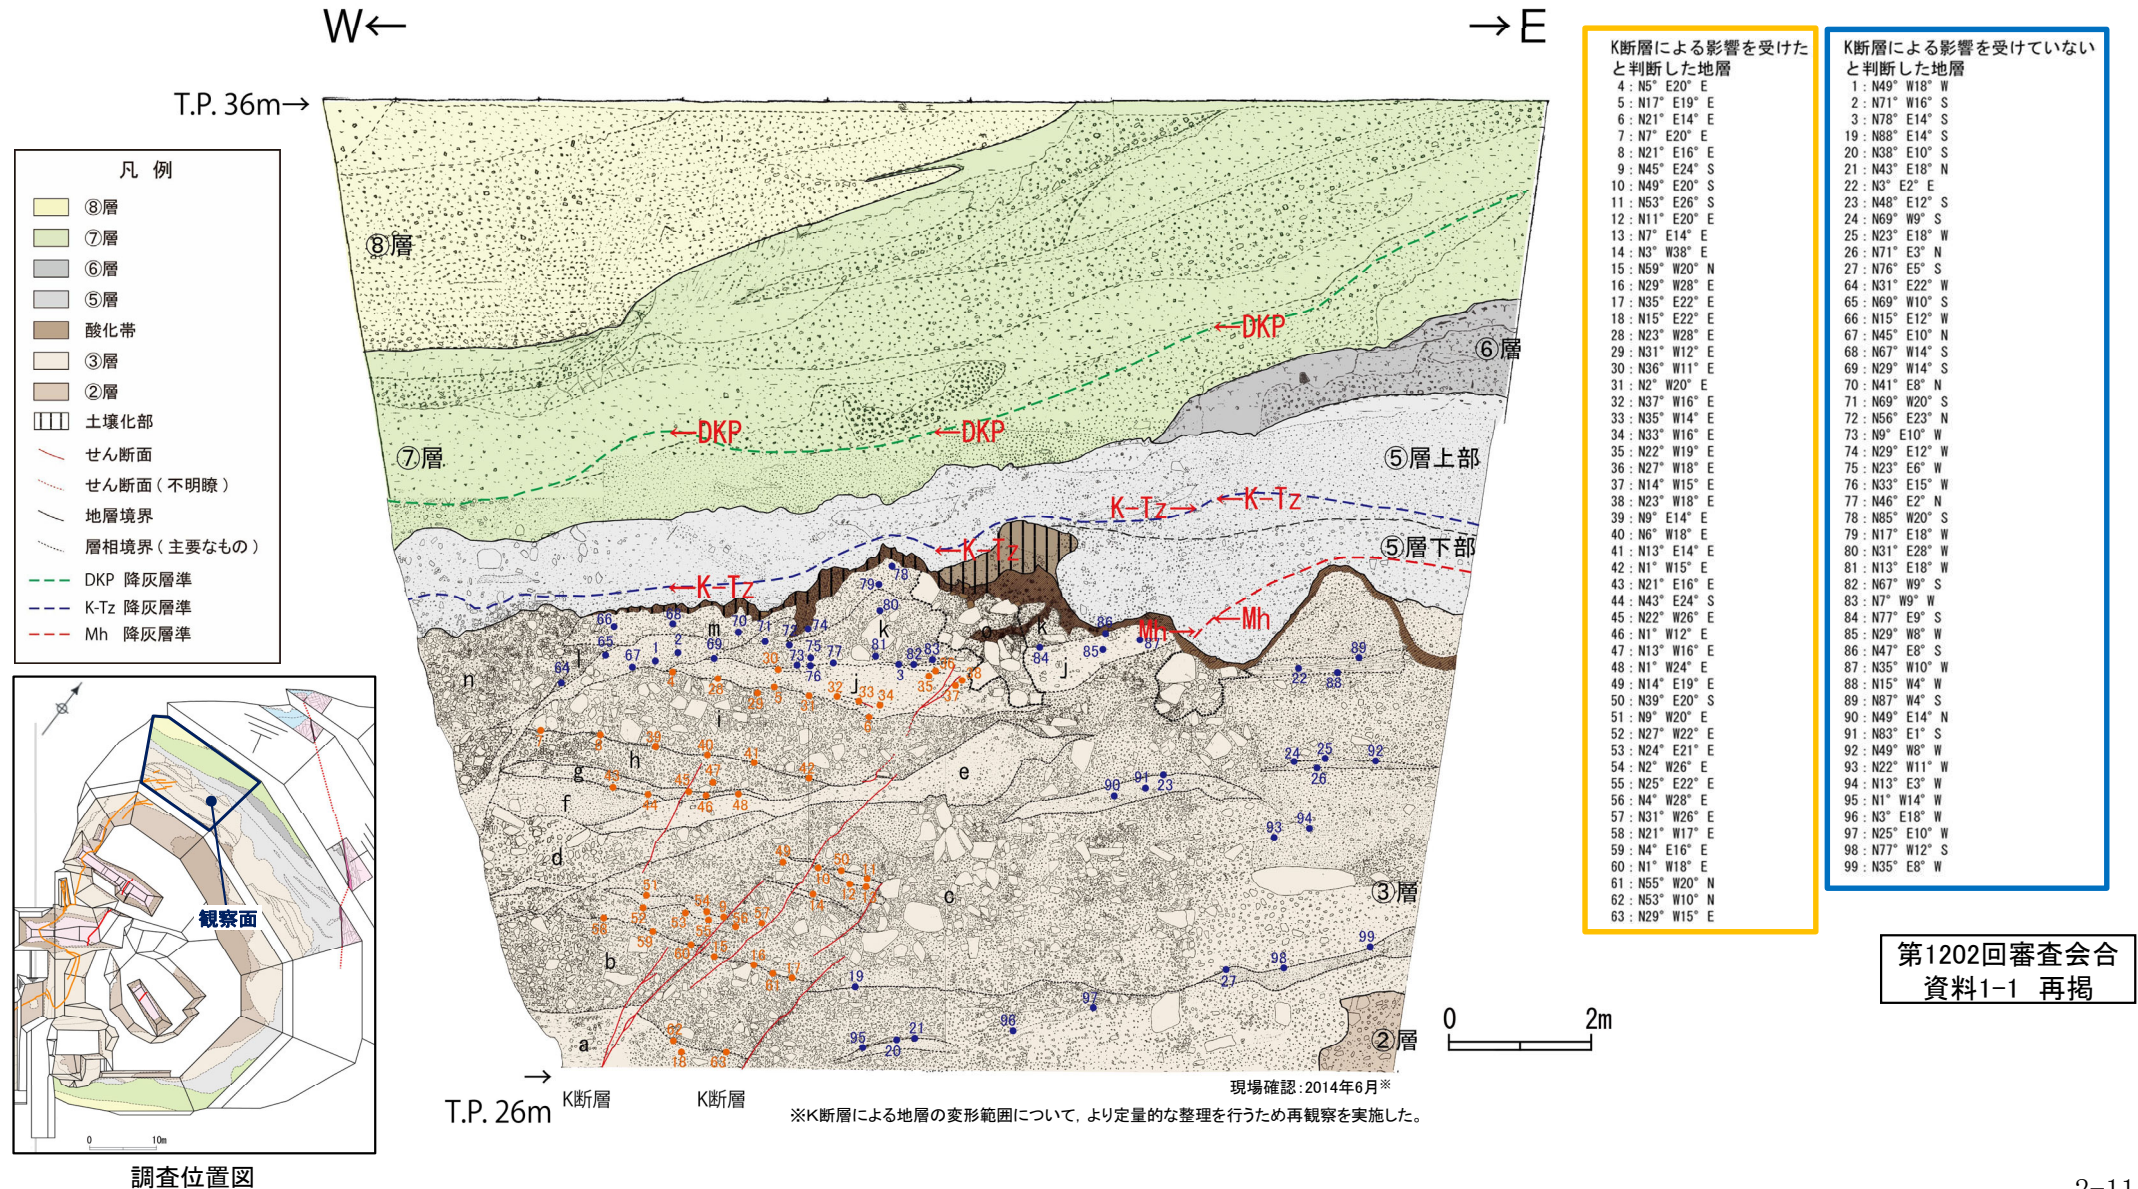 W←
→E
T.P. 36m→
凡 例
⑧層
⑦層
⑥層
⑤層
酸化帯
③層
②層
土壌化部
せん断面
せん断面(不明瞭)
地層境界
層相境界(主要なもの)
DKP 降灰層準
K-Tz 降灰層準
Mh 降灰層準
⑧層
⑦層
⑥層
⑤層上部
⑤層下部
③層
②層
←DKP
←DKP
←DKP
K-Tz→
←K-Tz
←K-Tz
←K-Tz
Mh→
←Mh
n
l
m
k
o
k
j
j
i
h
g
f
e
d
c
b
a
T.P. 26m
→
K断層
K断層
0 2m
現場確認:2014年6月※
※K断層による地層の変形範囲について,より定量的な整理を行うため再観察を実施した。
観察面
0 10m
調査位置図
K断層による影響を受けた
と判断した地層
4:N5° E20° E
5:N17° E19° E
6:N21° E14° E
7:N7° E20° E
8:N21° E16° E
9:N45° E24° S
10:N49° E20° S
11:N53° E26° S
12:N11° E20° E
13:N7° E14° E
14:N3° W38° E
15:N59° W20° N
16:N29° W28° E
17:N35° E22° E
18:N15° E22° E
28:N23° W28° E
29:N31° W12° E
30:N36° W11° E
31:N2° W20° E
32:N37° W16° E
33:N35° W14° E
34:N33° W16° E
35:N22° W19° E
36:N27° W18° E
37:N14° W15° E
38:N23° W18° E
39:N9° E14° E
40:N6° W18° E
41:N13° E14° E
42:N1° W15° E
43:N21° E16° E
44:N43° E24° S
45:N22° W26° E
46:N1° W12° E
47:N13° W16° E
48:N1° W24° E
49:N14° E19° E
50:N39° E20° S
51:N9° W20° E
52:N27° W22° E
53:N24° E21° E
54:N2° W26° E
55:N25° E22° E
56:N4° W28° E
57:N31° W26° E
58:N21° W17° E
59:N4° E16° E
60:N1° W18° E
61:N55° W20° N
62:N53° W10° N
63:N29° W15° E
K断層による影響を受けていない
と判断した地層
1:N49° W18° W
2:N71° W16° S
3:N78° E14° S
19:N88° E14° S
20:N38° E10° S
21:N43° E18° N
22:N3° E2° E
23:N48° E12° S
24:N69° W9° S
25:N23° E18° W
26:N71° E3° N
27:N76° E5° S
64:N31° E22° W
65:N69° W10° S
66:N15° E12° W
67:N45° E10° N
68:N67° W14° S
69:N29° W14° S
70:N41° E8° N
71:N69° W20° S
72:N56° E23° N
73:N9° E10° W
74:N29° E12° W
75:N23° E6° W
76:N33° E15° W
77:N46° E2° N
78:N85° W20° S
79:N17° E18° W
80:N31° E28° W
81:N13° E18° W
82:N67° W9° S
83:N7° W9° W
84:N77° E9° S
85:N29° W8° W
86:N47° E8° S
87:N35° W10° W
88:N15° W4° W
89:N87° W4° S
90:N49° E14° N
91:N83° E1° S
92:N49° W8° W
93:N22° W11° W
94:N13° E3° W
95:N1° W14° W
96:N3° E18° W
97:N25° E10° W
98:N77° W12° S
99:N35° E8° W
第1202回審査会合
資料1-1 再掲
2-11